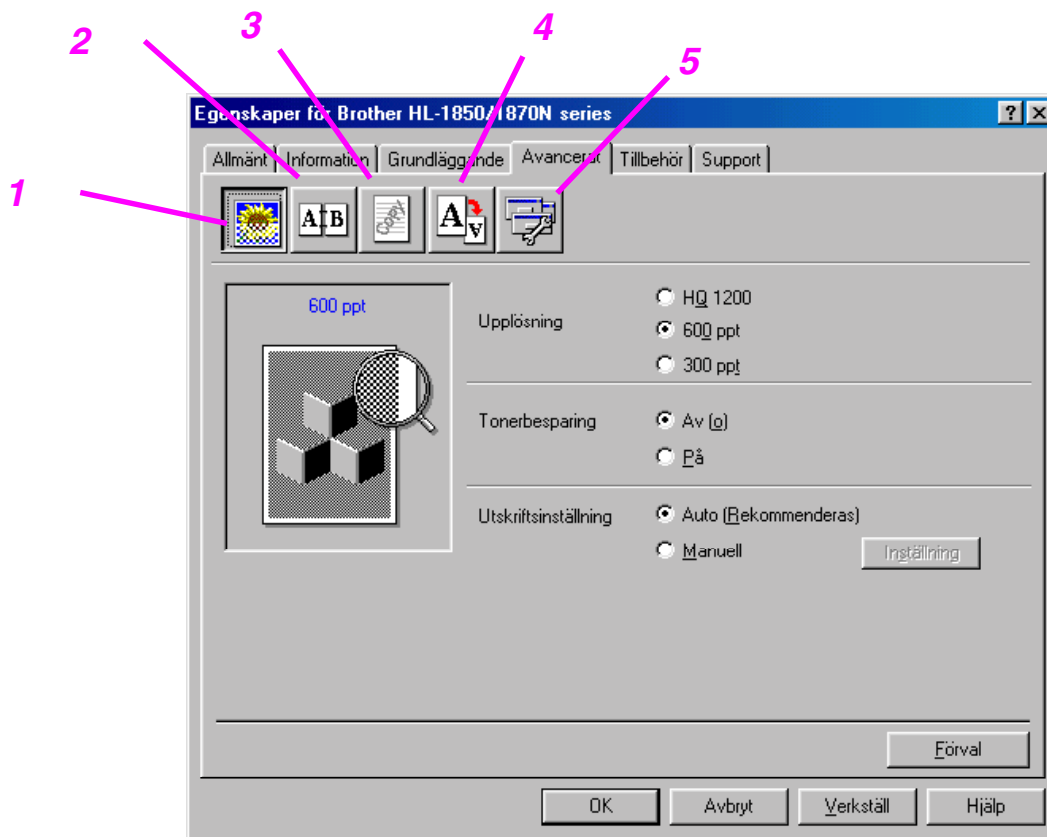 1
2
3
4
5
Egenskaper för Brother HL-1850/1870N series
Allmänt Information Grundläggande Avancerat Tillbehör Support
A B COPY A A
600 ppt
Upplösning
HQ 1200
600 ppt
300 ppt
Tonerbesparing
Av (o)
På
Utskriftsinställning
Auto (Rekommenderas)
Manuell
Inställning
Förval
OK Avbryt Verkställ Hjälp